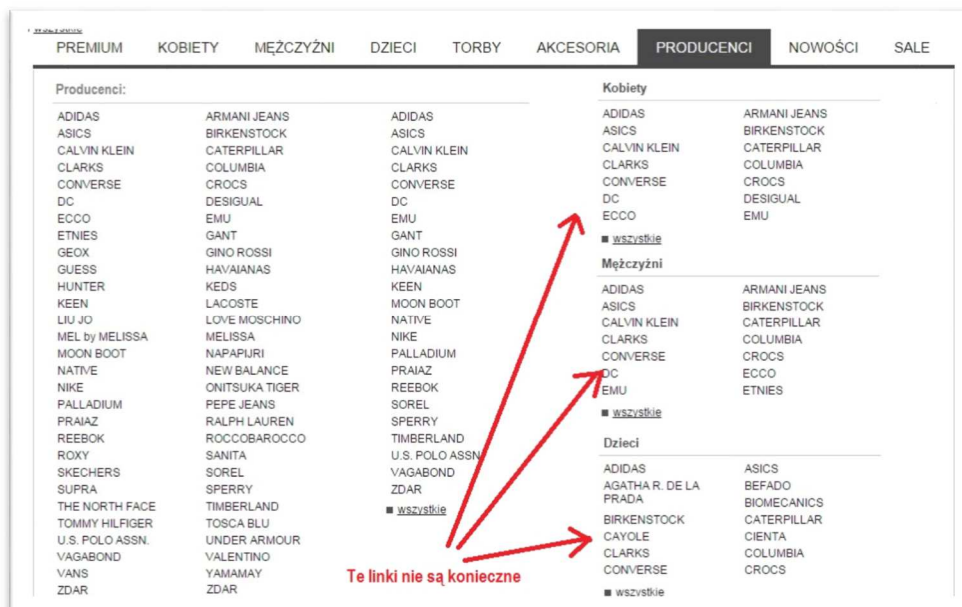 wszystkie
PREMIUM KOBIETY MĘŻCZYŹNI DZIECI TORBY AKCESORIA PRODUCENCI NOWOŚCI SALE
Producenci:
ADIDAS ARMANI JEANS ADIDAS
ASICS BIRKENSTOCK ASICS
CALVIN KLEIN CATERPILLAR CALVIN KLEIN
CLARKS COLUMBIA CLARKS
CONVERSE CROCS CONVERSE
DC DESIGUAL DC
ECCO EMU EMU
ETNIES GANT GANT
GEOX GINO ROSSI GINO ROSSI
GUESS HAVAIANAS HAVAIANAS
HUNTER KEDS KEEN
KEEN LACOSTE MOON BOOT
LIU JO LOVE MOSCHINO NATIVE
MEL by MELISSA MELISSA NIKE
MOON BOOT NAPAPIJRI PALLADIUM
NATIVE NEW BALANCE PRAIAZ
NIKE ONITSUKA TIGER REEBOK
PALLADIUM PEPE JEANS SOREL
PRAIAZ RALPH LAUREN SPERRY
REEBOK ROCCOBAROCCO TIMBERLAND
ROXY SANITA U.S. POLO ASSN
SKECHERS SOREL VAGABOND
SUPRA SPERRY ZDAR
THE NORTH FACE TIMBERLAND wszystkie
TOMMY HILFIGER TOSCA BLU
U.S. POLO ASSN. UNDER ARMOUR
VAGABOND VALENTINO
VANS YAMAMAY
ZDAR ZDAR
Kobiety
ADIDAS ARMANI JEANS
ASICS BIRKENSTOCK
CALVIN KLEIN CATERPILLAR
CLARKS COLUMBIA
CONVERSE CROCS
DC DESIGUAL
ECCO EMU
wszystkie
Mężczyźni
ADIDAS ARMANI JEANS
ASICS BIRKENSTOCK
CALVIN KLEIN CATERPILLAR
CLARKS COLUMBIA
CONVERSE CROCS
DC ECCO
EMU ETNIES
wszystkie
Dzieci
ADIDAS ASICS
AGATHA R. DE LA BEFADO
PRADA BIOMECANICS
BIRKENSTOCK CATERPILLAR
CAYOLE CIENTA
CLARKS COLUMBIA
CONVERSE CROCS
wszystkie
Te linki nie są konieczne